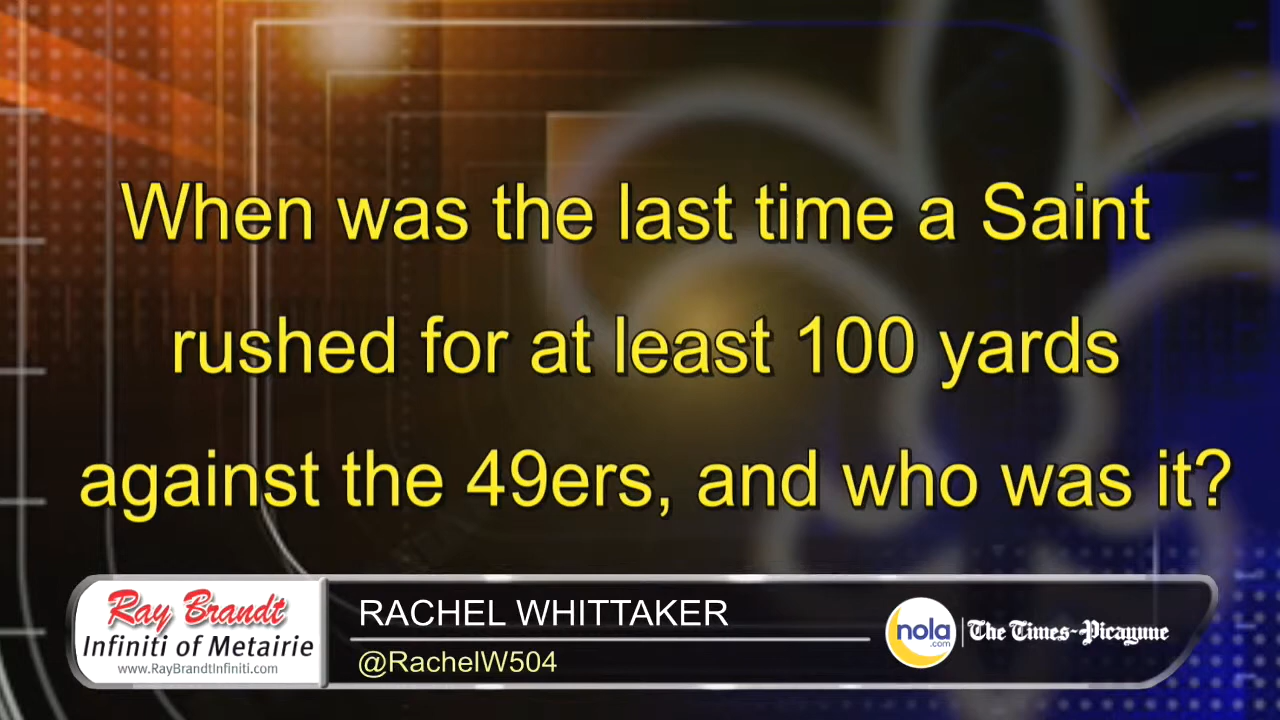 When was the last time a Saint
rushed for at least 100 yards
against the 49ers, and who was it?
Ray Brandt
Infiniti of Metairie
www.RayBrandtInfiniti.com
RACHEL WHITTAKER
@RachelW504
nola
.com
The Times-Picayune